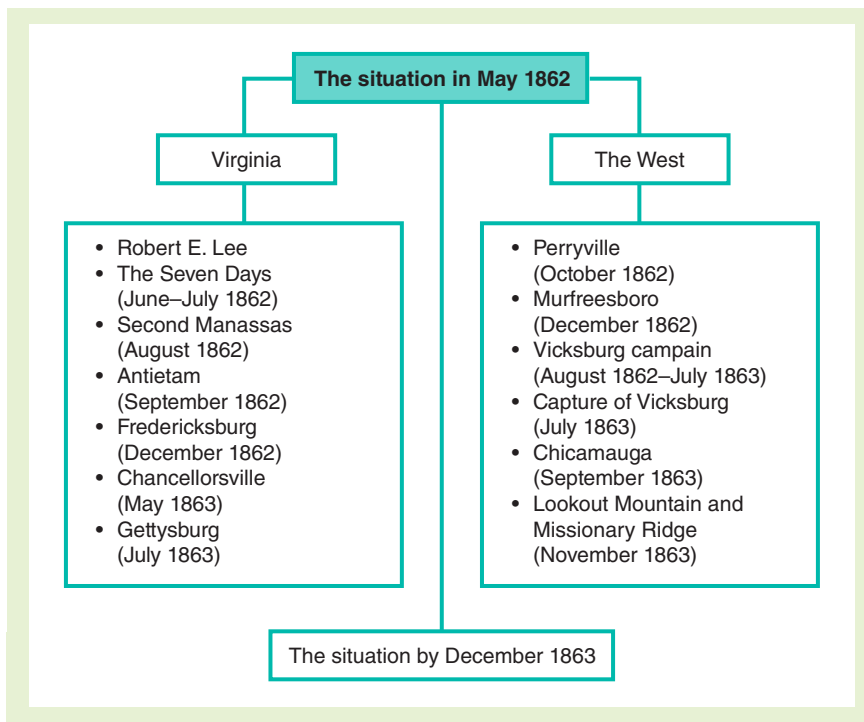 The situation in May 1862
Virginia
• Robert E. Lee
• The Seven Days
(June–July 1862)
• Second Manassas
(August 1862)
• Antietam
(September 1862)
• Fredericksburg
(December 1862)
• Chancellorsville
(May 1863)
• Gettysburg
(July 1863)
The West
• Perryville
(October 1862)
• Murfreesboro
(December 1862)
• Vicksburg campain
(August 1862–July 1863)
• Capture of Vicksburg
(July 1863)
• Chicamauga
(September 1863)
• Lookout Mountain and
Missionary Ridge
(November 1863)
The situation by December 1863